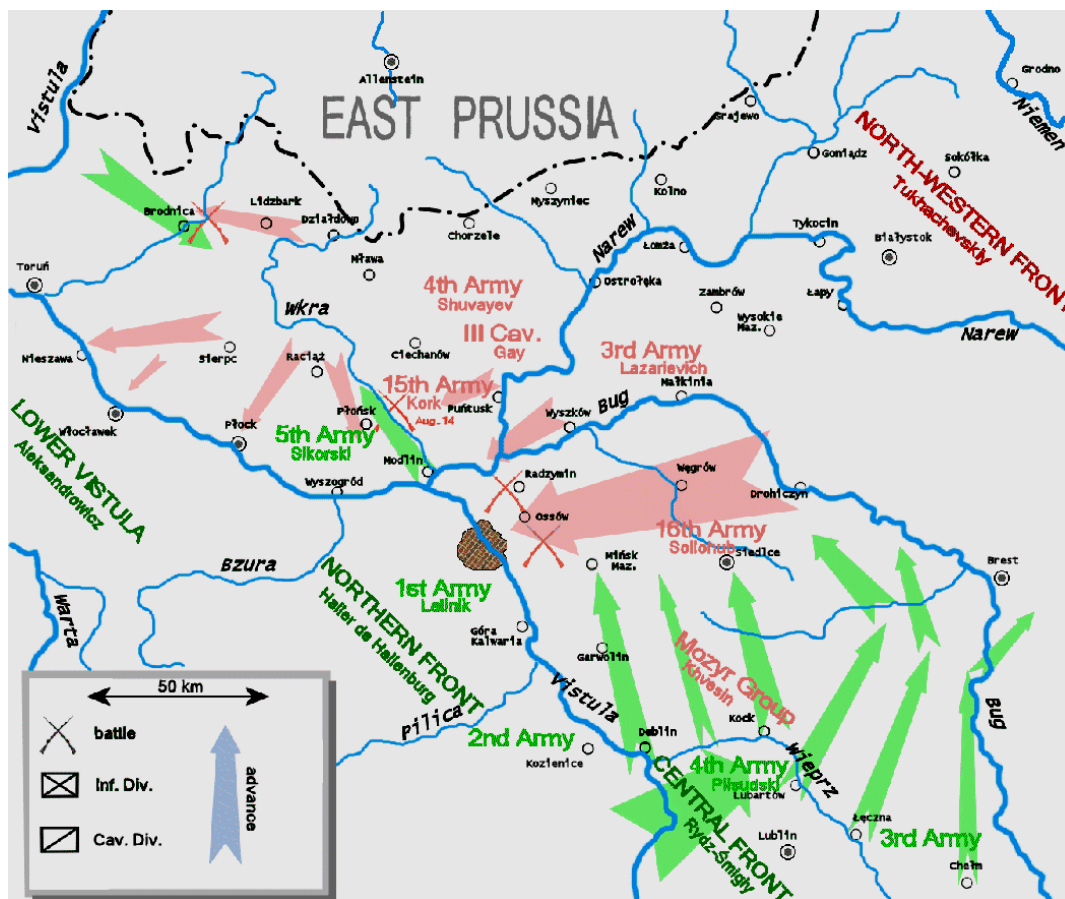 Vistula
Allenstein
EAST PRUSSIA
Grajewo
Grodno
Niemen
NORTH-WESTERN FRONT
Tukhachevskiy
Goniądz
Sokółka
Kolno
Myszyniec
Brodnica
Lidzbark
Działdowo
Chorzele
Narew
Łomża
Tykocin
Białystok
Toruń
Mława
Ostrołęka
4th Army
Shuvayev
Wkra
Zambrów
Łapy
Wysokie
Maz.
Narew
III Cav.
Gay
Nieszawa
Sierpc
Raciąż
Ciechanów
3rd Army
Lazarievich
15th Army
Kork
Aug.14
Małkinia
Pułtusk
Bug
Wyszków
Włocławek
Płock
Płońsk
5th Army
Sikorski
LOWER VISTULA
Aleksandrowicz
Modlin
Wyszogród
Radzymin
Węgrów
Drohiczyn
Ossów
16th Army
Sollohub
Mińsk
Maz.
Siedlce
Brest
Bzura
Warta
NORTHERN FRONT
Haller de Hallenburg
1st Army
Latinik
Góra
Kalwaria
Garwolin
Mozyr Group
Khvesin
Vistula
Pilica
Bug
2nd Army
Kozienice
Dęblin
Kock
Wieprz
4th Army
Piłsudski
Lubartów
CENTRAL FRONT
Rydz-Śmigły
Lublin
Łęczna
3rd Army
Chełm
50 km
battle
Inf. Div.
Cav. Div.
advance